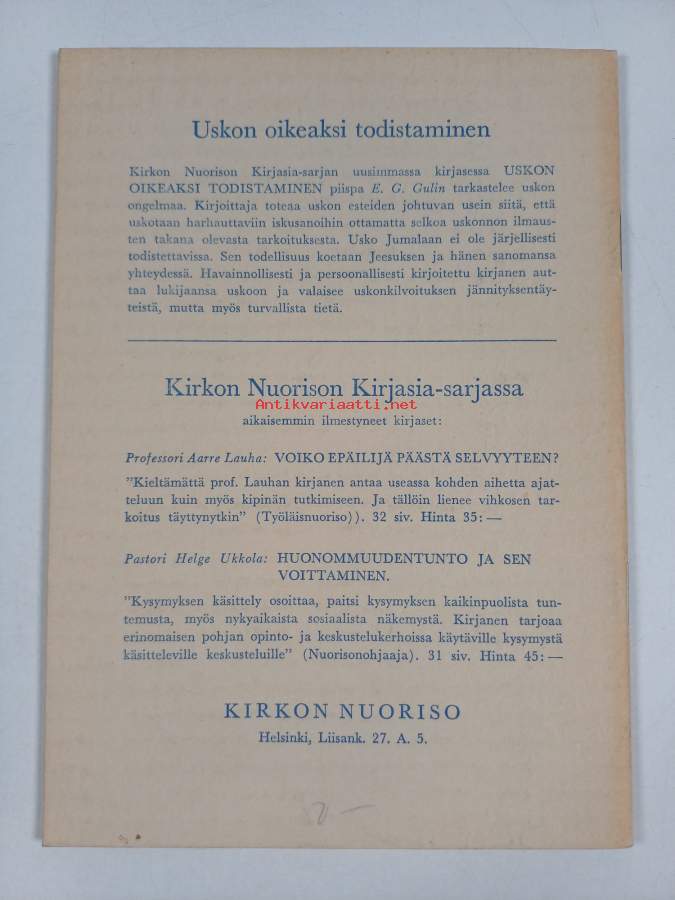 Uskon oikeaksi todistaminen
Kirkon Nuorison Kirjasia-sarjan uusimmassa kirjasessa USKON
OIKEAKSI TODISTAMINEN piispa E. G. Gulin tarkastelee uskon
ongelmaa. Kirjoittaja toteaa uskon esteiden johtuvan usein siitä, että
uskotaan harhauttaviin iskusanoihin ottamatta selkoa uskonnon ilmaus-
ten takana olevasta tarkoituksesta. Usko Jumalaan ei ole järjellisesti
todistettavissa. Sen todellisuus koetaan Jeesuksen ja hänen sanomansa
yhteydessä. Havainnollisesti ja persoonallisesti kirjoitettu kirjanen aut-
taa lukijaansa uskoon ja valaisee uskonkilvoituksen jännityksentäy-
teistä, mutta myös turvallista tietä.
Kirkon Nuorison Kirjasia-sarjassa
Antikvariaatti.net
aikaisemmin ilmestyneet kirjaset:
Professori Aarre Lauha: VOIKO EPÄILIJÄ PÄÄSTÄ SELVYYTEEN?
"Kieltämättä prof. Lauhan kirjanen antaa useassa kohden aihetta ajat-
teluun kuin myös kipinän tutkimiseen. Ja tällöin lienee vihkosen tar-
koitus täyttynytkin" (Työläisnuoriso)). 32 siv. Hinta 35: —
Pastori Helge Ukkola: HUONOMMUUDENTUNTO JA SEN
VOITTAMINEN.
"Kysymyksen käsittely osoittaa, paitsi kysymyksen kaikinpuolista tun-
temusta, myös nykyaikaista sosiaalista näkemystä. Kirjanen tarjoaa
erinomaisen pohjan opinto- ja keskustelukerhoissa käytäville kysymystä
käsitteleville keskusteluille" (Nuorisonohjaaja). 31 siv. Hinta 45: —
KIRKON NUORISO
Helsinki, Liisank. 27. A. 5.